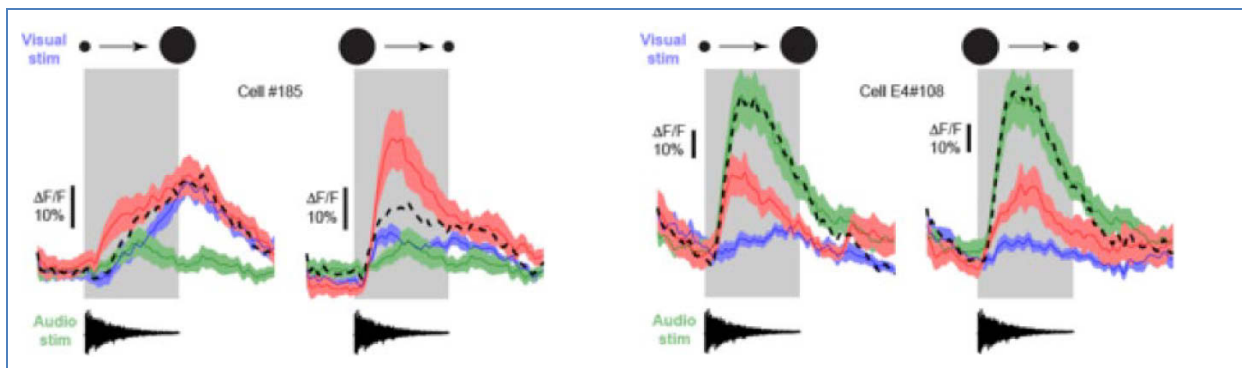 Visual
stim
Cell #185
ΔF/F
10%
ΔF/F
10%
Audio
stim
Visual
stim
Cell E4#108
ΔF/F
10%
ΔF/F
10%
Audio
stim